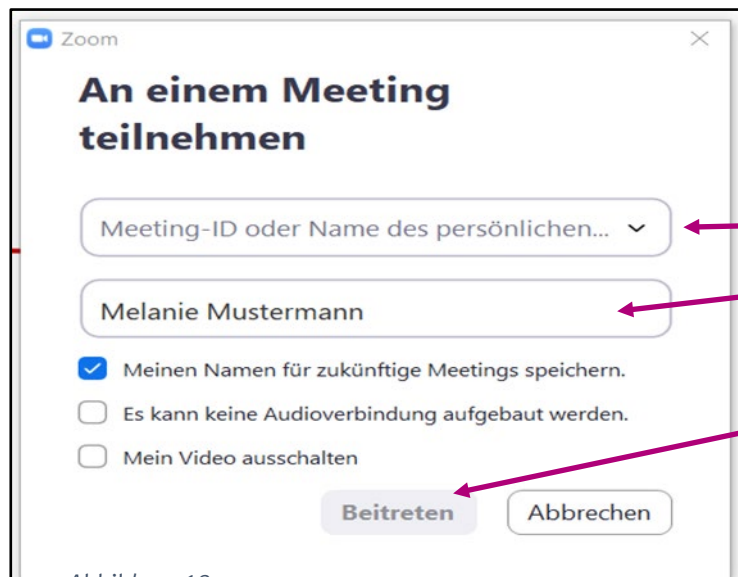 Zoom
An einem Meeting
teilnehmen
Meeting-ID oder Name des persönlichen...
Melanie Mustermann
Meinen Namen für zukünftige Meetings speichern.
Es kann keine Audioverbindung aufgebaut werden.
Mein Video ausschalten
Beitreten Abbrechen